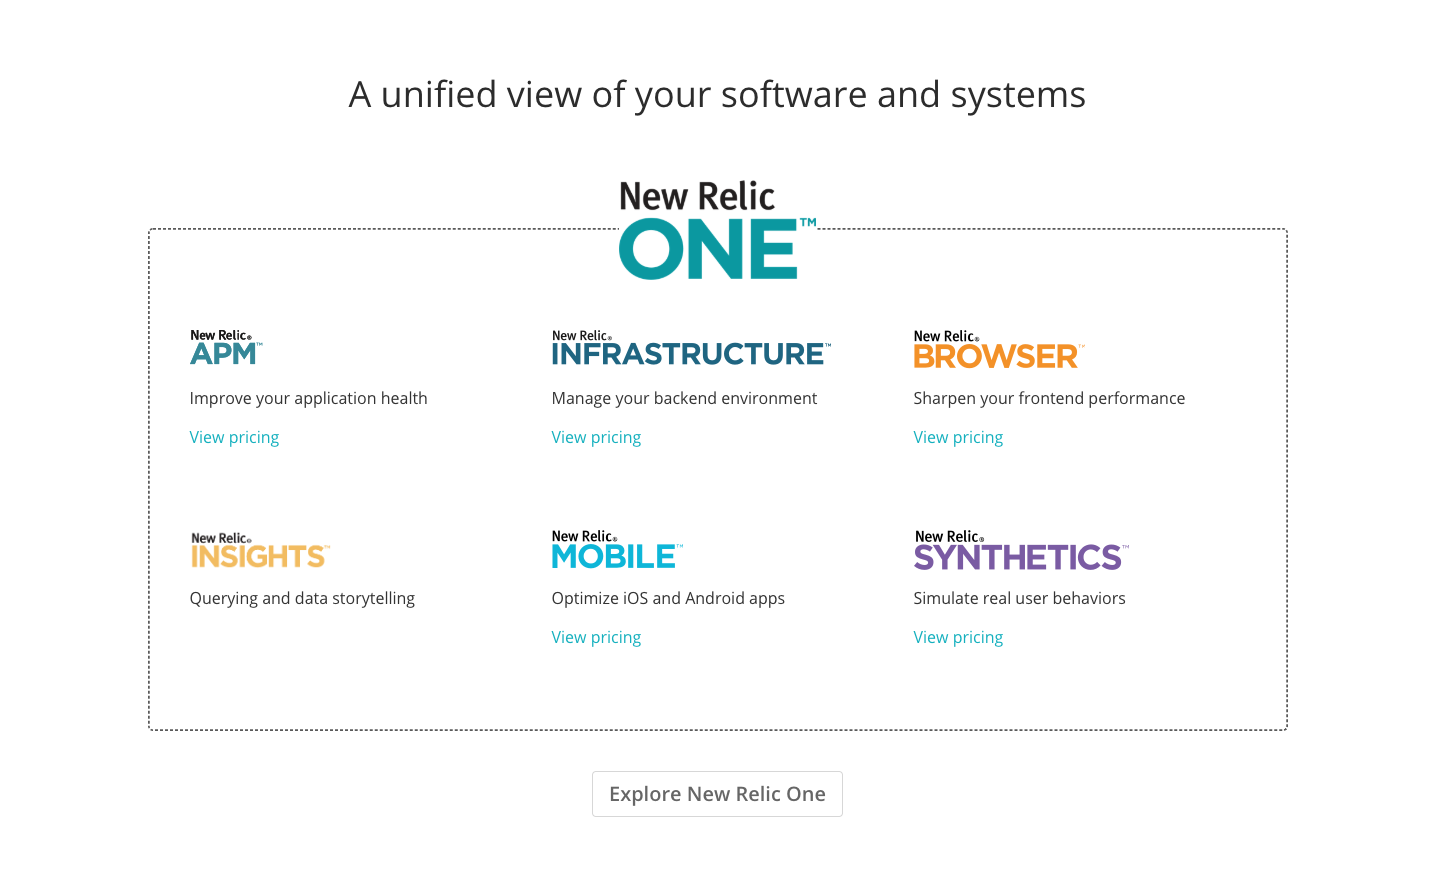 A unified view of your software and systems
New Relic
ONE™
New Relic®
APM™
Improve your application health
View pricing
New Relic®
INFRASTRUCTURE™
Manage your backend environment
View pricing
New Relic®
BROWSER™
Sharpen your frontend performance
View pricing
New Relic®
INSIGHTS™
Querying and data storytelling
New Relic®
MOBILE™
Optimize iOS and Android apps
View pricing
New Relic®
SYNTHETICS™
Simulate real user behaviors
View pricing
Explore New Relic One